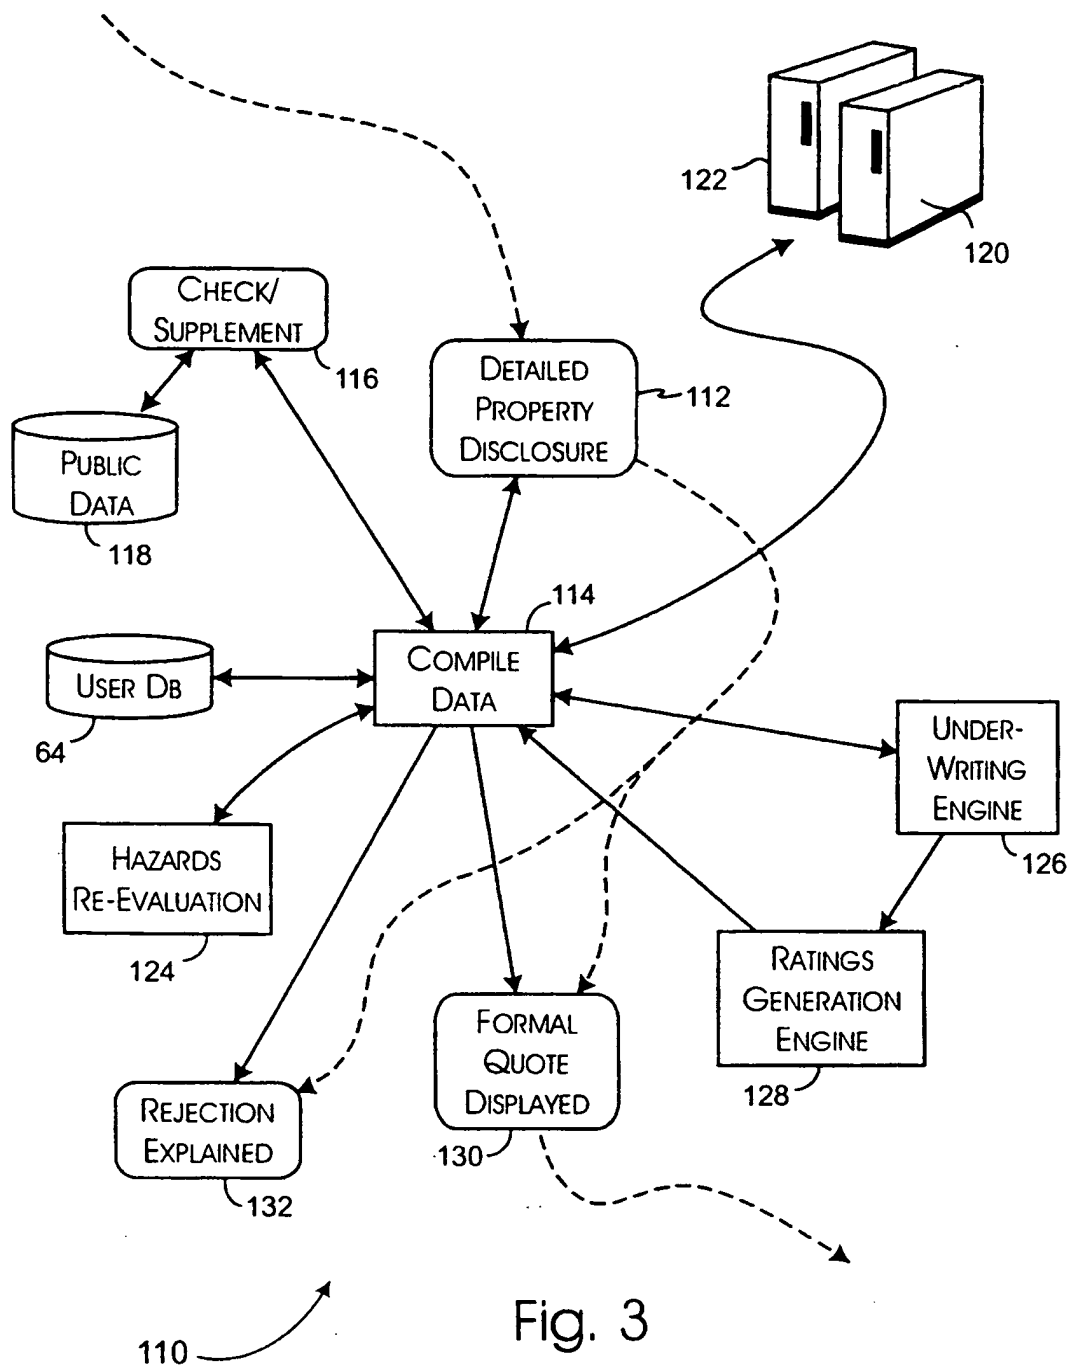 122
120
CHECK/
SUPPLEMENT
116
DETAILED
PROPERTY
DISCLOSURE
112
PUBLIC
DATA
118
114
COMPILE
DATA
USER DB
64
UNDER-
WRITING
ENGINE
126
HAZARDS
RE-EVALUATION
124
RATINGS
GENERATION
ENGINE
128
FORMAL
QUOTE
DISPLAYED
130
REJECTION
EXPLAINED
132
Fig. 3
110